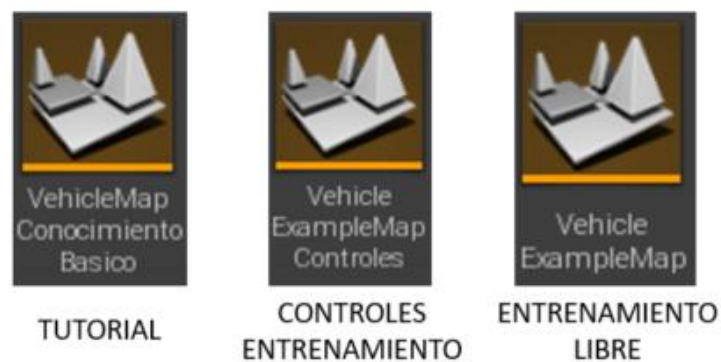 VehicleMap
Conocimiento
Basico
Vehicle
ExampleMap
Controles
Vehicle
ExampleMap
TUTORIAL
CONTROLES
ENTRENAMIENTO
ENTRENAMIENTO
LIBRE